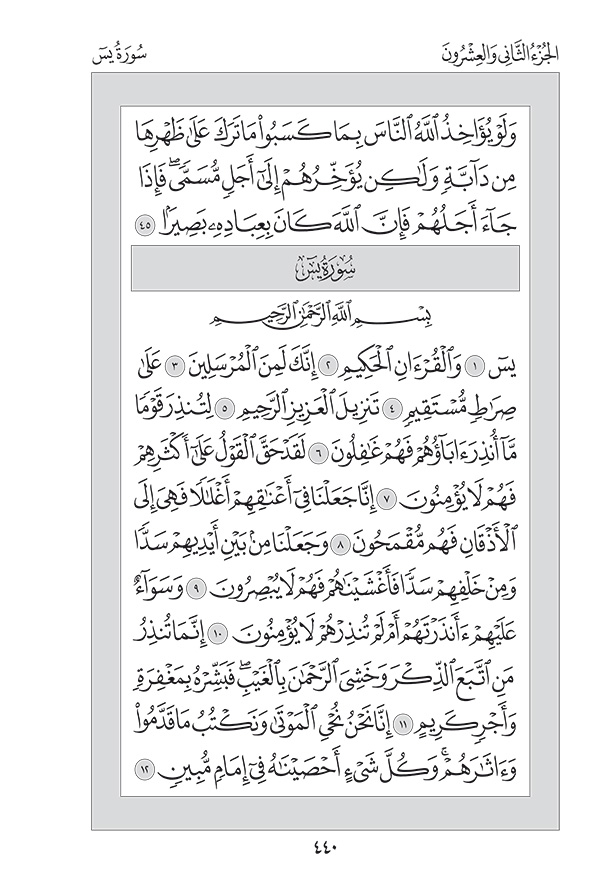 الجُزْءُ الثَّانِي وَالعِشْرُونَ
سُورَةُ يسٓ
وَلَوْ يُؤَاخِذُ ٱللَّهُ ٱلنَّاسَ بِمَا كَسَبُوا۟ مَا تَرَكَ عَلَىٰ ظَهْرِهَا
مِن دَآبَّةٍ وَلَٰكِن يُؤَخِّرُهُمْ إِلَىٰٓ أَجَلٍ مُّسَمًّى ۖ فَإِذَا
جَآءَ أَجَلُهُمْ فَإِنَّ ٱللَّهَ كَانَ بِعِبَادِهِۦ بَصِيرًۢا ٤٥
سُورَةُ يسٓ
بِسْمِ ٱللَّهِ ٱلرَّحْمَٰنِ ٱلرَّحِيمِ
يسٓ ١ وَٱلْقُرْءَانِ ٱلْحَكِيمِ ٢ إِنَّكَ لَمِنَ ٱلْمُرْسَلِينَ ٣ عَلَىٰ
صِرَٰطٍ مُّسْتَقِيمٍ ٤ تَنزِيلَ ٱلْعَزِيزِ ٱلرَّحِيمِ ٥ لِتُنذِرَ قَوْمًا
مَّآ أُنذِرَ ءَابَآؤُهُمْ فَهُمْ غَٰفِلُونَ ٦ لَقَدْ حَقَّ ٱلْقَوْلُ عَلَىٰٓ أَكْثَرِهِمْ
فَهُمْ لَا يُؤْمِنُونَ ٧ إِنَّا جَعَلْنَا فِىٓ أَعْنَٰقِهِمْ أَغْلَٰلًا فَهِىَ إِلَى
ٱلْأَذْقَانِ فَهُم مُّقْمَحُونَ ٨ وَجَعَلْنَا مِنۢ بَيْنِ أَيْدِيهِمْ سَدًّا
وَمِنْ خَلْفِهِمْ سَدًّا فَأَغْشَيْنَٰهُمْ فَهُمْ لَا يُبْصِرُونَ ٩ وَسَوَآءٌ
عَلَيْهِمْ ءَأَنذَرْتَهُمْ أَمْ لَمْ تُنذِرْهُمْ لَا يُؤْمِنُونَ ١٠ إِنَّمَا تُنذِرُ
مَنِ ٱتَّبَعَ ٱلذِّكْرَ وَخَشِىَ ٱلرَّحْمَٰنَ بِٱلْغَيْبِ ۖ فَبَشِّرْهُ بِمَغْفِرَةٍ
وَأَجْرٍ كَرِيمٍ ١١ إِنَّا نَحْنُ نُحْىِ ٱلْمَوْتَىٰ وَنَكْتُبُ مَا قَدَّمُوا۟
وَءَاثَٰرَهُمْ ۚ وَكُلَّ شَىْءٍ أَحْصَيْنَٰهُ فِىٓ إِمَامٍ مُّبِينٍ ١٢
٤٤٠